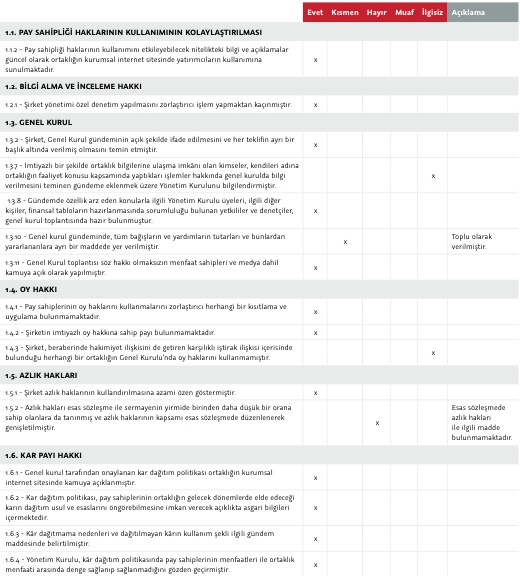 Evet Kısmen Hayır Muaf İlgisiz Açıklama
1.1. PAY SAHİPLİĞİ HAKLARININ KULLANIMININ KOLAYLAŞTIRILMASI
1.1.2 - Pay sahipliği haklarının kullanımını etkileyebilecek nitelikteki bilgi ve açıklamalar
güncel olarak ortaklığın kurumsal internet sitesinde yatırımcıların kullanımına
sunulmaktadır.
x
1.2. BİLGİ ALMA VE İNCELEME HAKKI
1.2.1 - Şirket yönetimi özel denetim yapılmasını zorlaştırıcı işlem yapmaktan kaçınmıştır.
x
1.3. GENEL KURUL
1.3.2 - Şirket, Genel Kurul gündeminin açık şekilde ifade edilmesini ve her teklifin ayrı bir
başlık altında verilmiş olmasını temin etmiştir.
x
1.3.7 - İmtiyazlı bir şekilde ortaklık bilgilerine ulaşma imkânı olan kimseler, kendileri adına
ortaklığın faaliyet konusu kapsamında yaptıkları işlemler hakkında genel kurulda bilgi
verilmesini teminen gündeme eklenmek üzere Yönetim Kurulunu bilgilendirmiştir.
x
1.3.8 - Gündemde özellik arz eden konularla ilgili Yönetim Kurulu üyeleri, ilgili diğer
kişiler, finansal tabloların hazırlanmasında sorumluluğu bulunan yetkililer ve denetçiler,
genel kurul toplantısında hazır bulunmuştur.
x
1.3.10 - Genel kurul gündeminde, tüm bağışların ve yardımların tutarları ve bunlardan
yararlananlara ayrı bir maddede yer verilmiştir.
x
Toplu olarak
verilmiştir.
1.3.11 - Genel Kurul toplantısı söz hakkı olmaksızın menfaat sahipleri ve medya dahil
kamuya açık olarak yapılmıştır.
x
1.4. OY HAKKI
1.4.1 - Pay sahiplerinin oy haklarını kullanmalarını zorlaştırıcı herhangi bir kısıtlama ve
uygulama bulunmamaktadır.
x
1.4.2 - Şirketin imtiyazlı oy hakkına sahip payı bulunmamaktadır.
x
1.4.3 - Şirket, beraberinde hakimiyet ilişkisini de getiren karşılıklı iştirak ilişkisi içerisinde
bulunduğu herhangi bir ortaklığın Genel Kurulu'nda oy haklarını kullanmamıştır.
x
1.5. AZLIK HAKLARI
1.5.1 - Şirket azlık haklarının kullandırılmasına azami özen göstermiştir.
x
1.5.2 - Azlık hakları esas sözleşme ile sermayenin yirmide birinden daha düşük bir orana
sahip olanlara da tanınmış ve azlık haklarının kapsamı esas sözleşmede düzenlenerek
genişletilmiştir.
x
Esas sözleşmede
azlık hakları
ile ilgili madde
bulunmamaktadır.
1.6. KAR PAYI HAKKI
1.6.1 - Genel kurul tarafından onaylanan kar dağıtım politikası ortaklığın kurumsal
internet sitesinde kamuya açıklanmıştır.
x
1.6.2 - Kar dağıtım politikası, pay sahiplerinin ortaklığın gelecek dönemlerde elde edeceği
karın dağıtım usul ve esaslarını öngörebilmesine imkan verecek açıklıkta asgari bilgileri
içermektedir.
x
1.6.3 - Kâr dağıtmama nedenleri ve dağıtılmayan kârın kullanım şekli ilgili gündem
maddesinde belirtilmiştir.
x
1.6.4 - Yönetim Kurulu, kâr dağıtım politikasında pay sahiplerinin menfaatleri ile ortaklık
menfaati arasında denge sağlanıp sağlanmadığını gözden geçirmiştir.
x